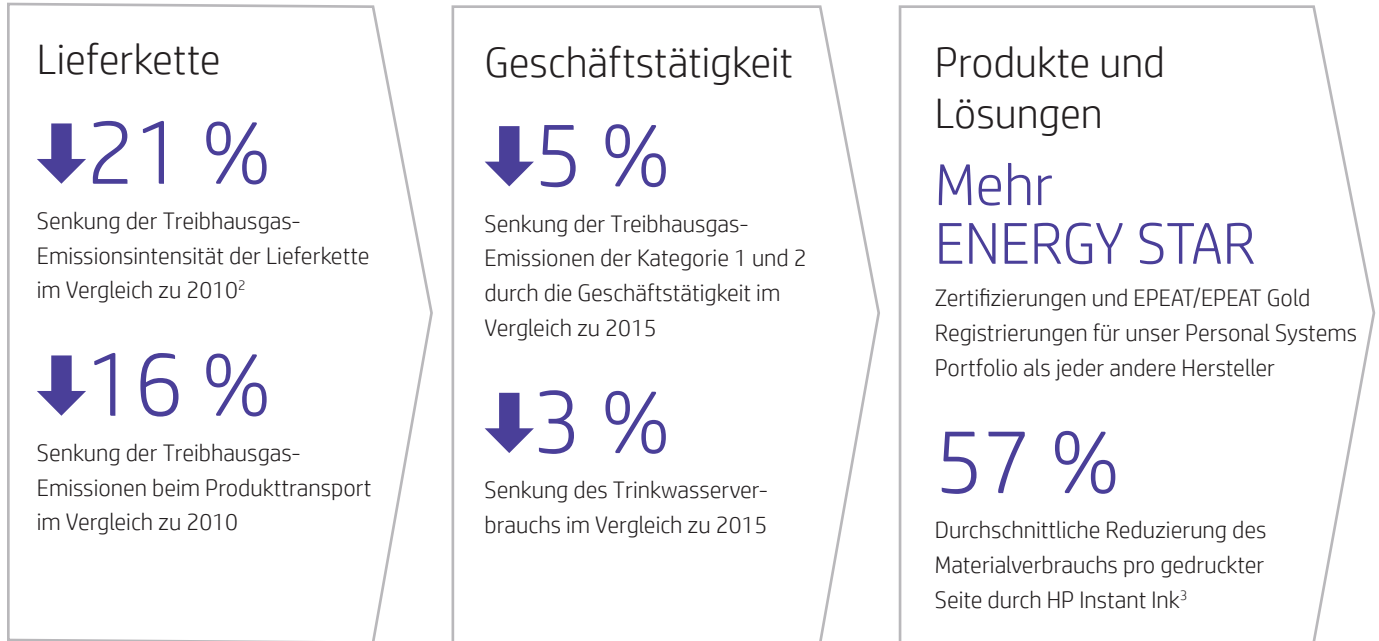 Lieferkette
21 %
Senkung der Treibhausgas-
Emissionsintensität der Lieferkette
im Vergleich zu 2010²
16 %
Senkung der Treibhausgas-
Emissionen beim Produkttransport
im Vergleich zu 2010
Geschäftstätigkeit
5 %
Senkung der Treibhausgas-
Emissionen der Kategorie 1 und 2
durch die Geschäftstätigkeit im
Vergleich zu 2015
3 %
Senkung des Trinkwasserver-
brauchs im Vergleich zu 2015
Produkte und
Lösungen
Mehr
ENERGY STAR
Zertifizierungen und EPEAT/EPEAT Gold
Registrierungen für unser Personal Systems
Portfolio als jeder andere Hersteller
57 %
Durchschnittliche Reduzierung des
Materialverbrauchs pro gedruckter
Seite durch HP Instant Ink³